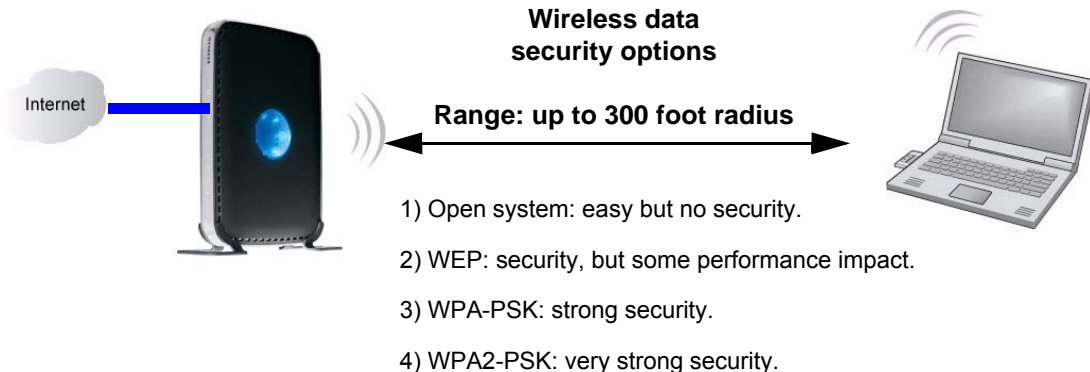 Wireless data
security options
Internet
Range: up to 300 foot radius
1) Open system: easy but no security.
2) WEP: security, but some performance impact.
3) WPA-PSK: strong security.
4) WPA2-PSK: very strong security.